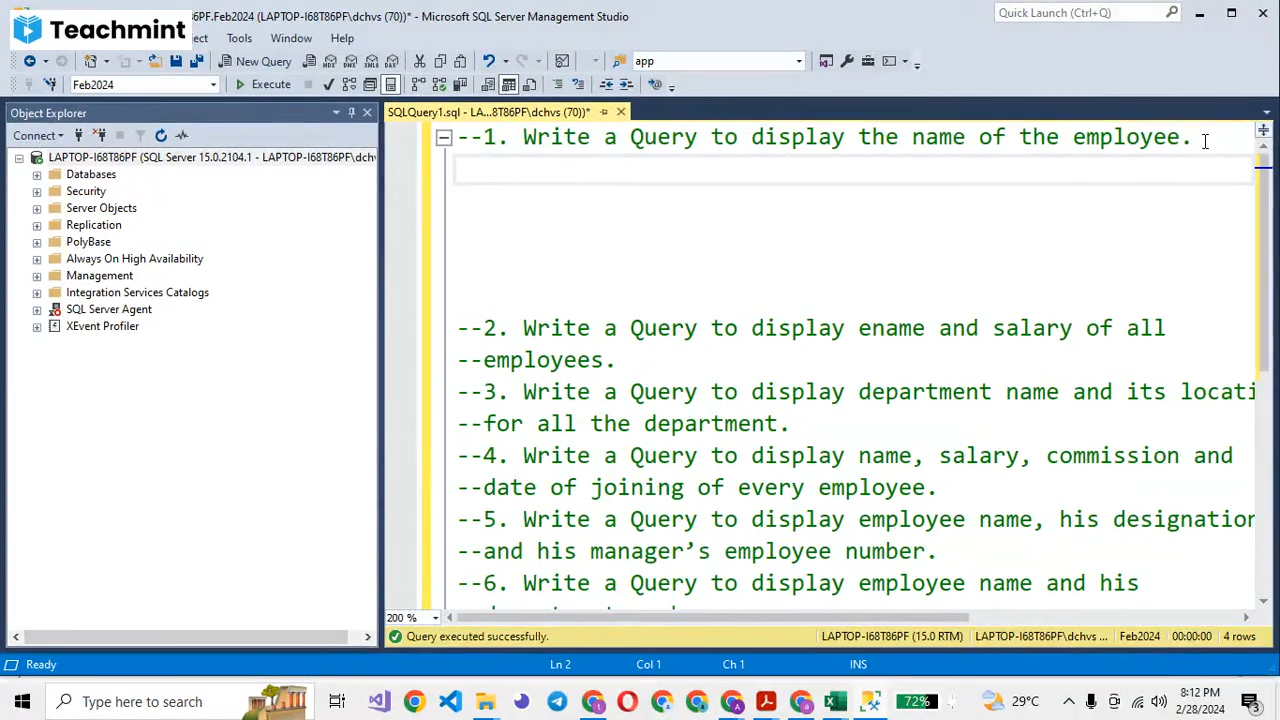 Teachmint
PF.Feb2024 (LAPTOP-I68T86PF\dchvs (70))* - Microsoft SQL Server Management Studio
Quick Launch (Ctrl+Q)
Tools Window Help
New Query
app
Feb2024
Execute
Object Explorer
SQLQuery1.sql - LA...8T86PF\dchvs (70))*
Connect
LAPTOP-I68T86PF (SQL Server 15.0.2104.1 - LAPTOP-I68T86PF\dchv
Databases
Security
Server Objects
Replication
PolyBase
Always On High Availability
Management
Integration Services Catalogs
SQL Server Agent
XEvent Profiler
--1. Write a Query to display the name of the employee.
--2. Write a Query to display ename and salary of all
--employees.
--3. Write a Query to display department name and its locati
--for all the department.
--4. Write a Query to display name, salary, commission and
--date of joining of every employee.
--5. Write a Query to display employee name, his designation
--and his manager’s employee number.
--6. Write a Query to display employee name and his
200 %
Query executed successfully.
LAPTOP-I68T86PF (15.0 RTM) LAPTOP-I68T86PF\dchvs ... Feb2024 00:00:00 4 rows
Ready
Ln 2 Col 1 Ch 1 INS
Type here to search
72%
29°C
8:12 PM
2/28/2024
3